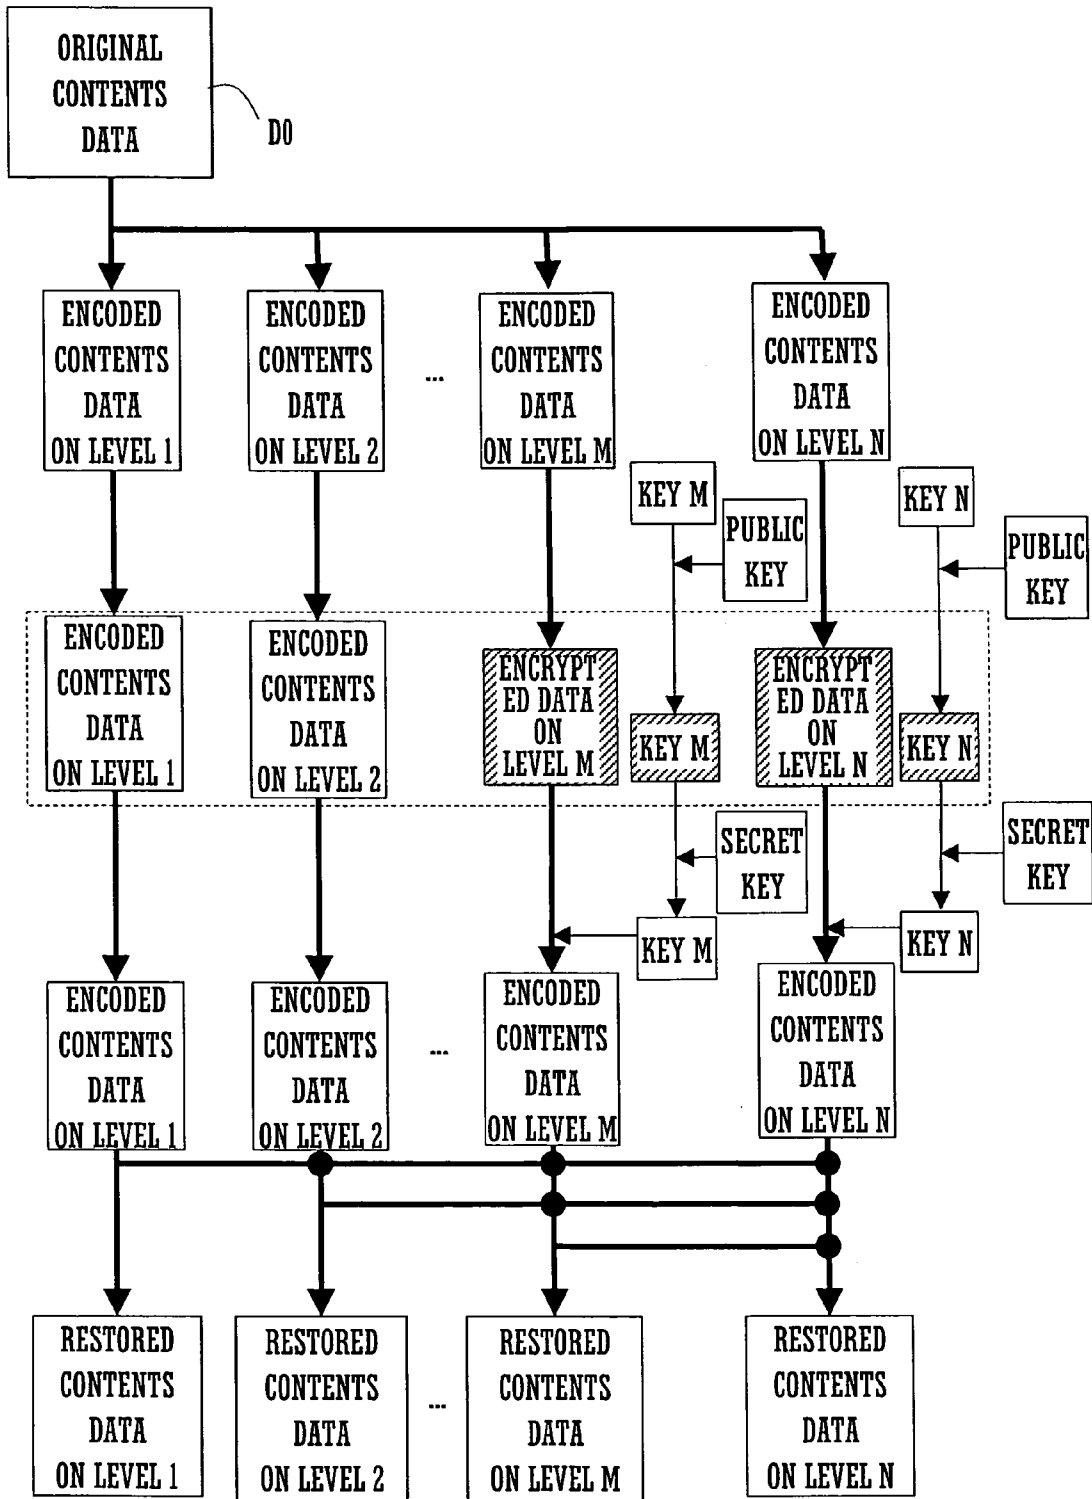 ORIGINAL
CONTENTS
DATA
D0
ENCODED
CONTENTS
DATA
ON LEVEL 1
ENCODED
CONTENTS
DATA
ON LEVEL 2
...
ENCODED
CONTENTS
DATA
ON LEVEL M
ENCODED
CONTENTS
DATA
ON LEVEL N
KEY M
PUBLIC
KEY
KEY N
PUBLIC
KEY
ENCODED
CONTENTS
DATA
ON LEVEL 1
ENCODED
CONTENTS
DATA
ON LEVEL 2
ENCRYPT
ED DATA
ON
LEVEL M
KEY M
ENCRYPT
ED DATA
ON
LEVEL N
KEY N
SECRET
KEY
KEY M
SECRET
KEY
KEY N
ENCODED
CONTENTS
DATA
ON LEVEL 1
ENCODED
CONTENTS
DATA
ON LEVEL 2
...
ENCODED
CONTENTS
DATA
ON LEVEL M
ENCODED
CONTENTS
DATA
ON LEVEL N
RESTORED
CONTENTS
DATA
ON LEVEL 1
RESTORED
CONTENTS
DATA
ON LEVEL 2
...
RESTORED
CONTENTS
DATA
ON LEVEL M
RESTORED
CONTENTS
DATA
ON LEVEL N